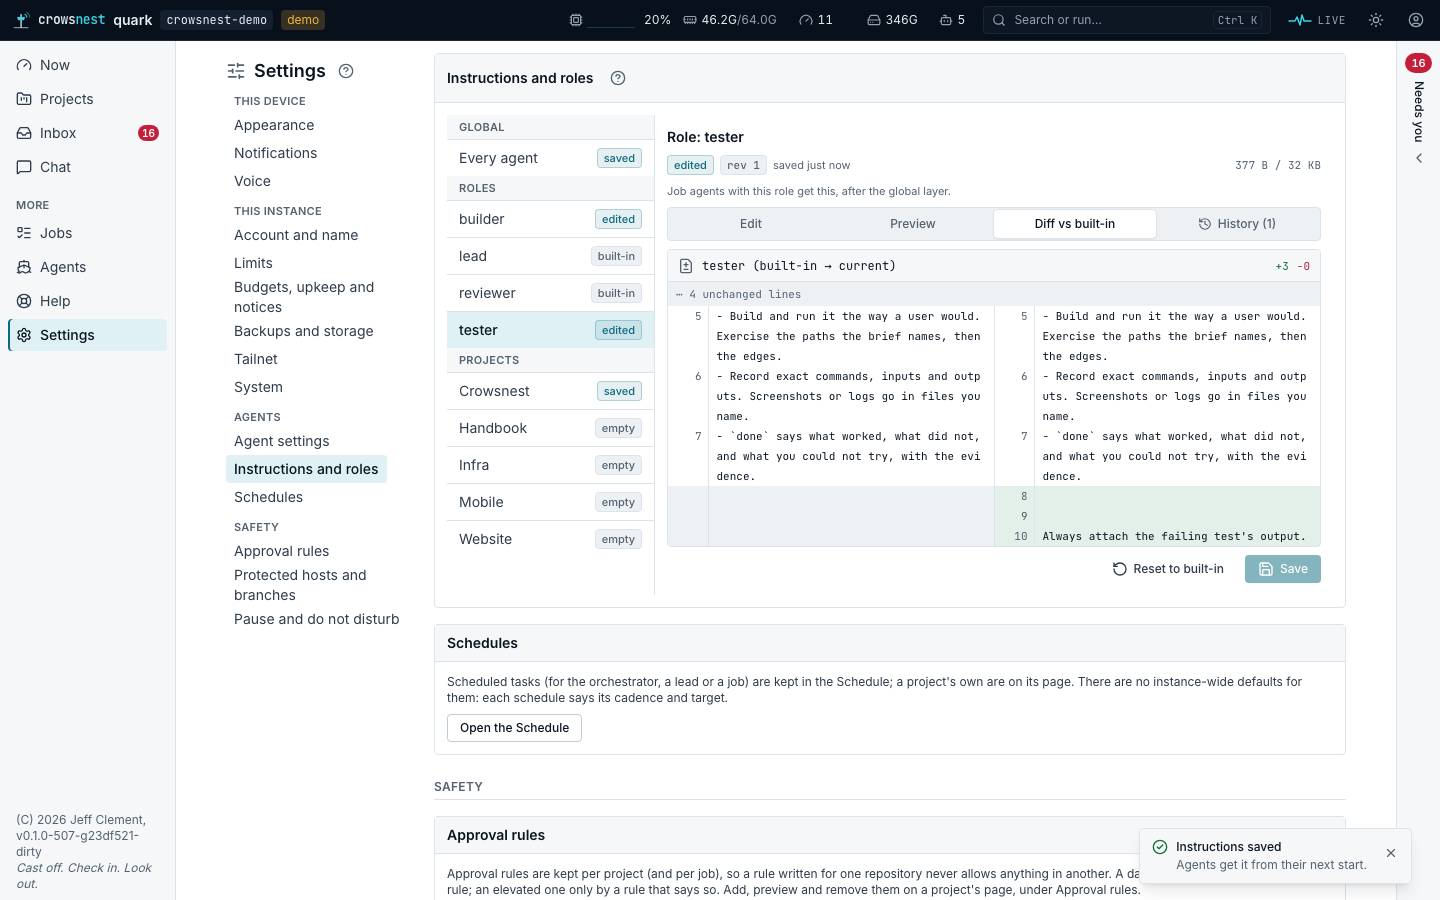 crowsnest quark crowsnest-demo demo
20% 46.2G/64.0G 11 346G 5 Search or run... Ctrl K LIVE
Now
Projects
Inbox 16
Chat
MORE
Jobs
Agents
Help
Settings
(C) 2026 Jeff Clement,
v0.1.0-507-g23df521-
dirty
Cast off. Check in. Look
out.
Settings
THIS DEVICE
Appearance
Notifications
Voice
THIS INSTANCE
Account and name
Limits
Budgets, upkeep and
notices
Backups and storage
Tailnet
System
AGENTS
Agent settings
Instructions and roles
Schedules
SAFETY
Approval rules
Protected hosts and
branches
Pause and do not disturb
Instructions and roles
GLOBAL
Every agent saved
ROLES
builder edited
lead built-in
reviewer built-in
tester edited
PROJECTS
Crowsnest saved
Handbook empty
Infra empty
Mobile empty
Website empty
Role: tester
edited rev 1 saved just now 377 B / 32 KB
Job agents with this role get this, after the global layer.
Edit Preview Diff vs built-in History (1)
tester (built-in → current) +3 -0
⋯ 4 unchanged lines
5 - Build and run it the way a user would.
Exercise the paths the brief names, then
the edges.
6 - Record exact commands, inputs and outp
uts. Screenshots or logs go in files you
name.
7 - `done` says what worked, what did not,
and what you could not try, with the evi
dence.
5 - Build and run it the way a user would.
Exercise the paths the brief names, then
the edges.
6 - Record exact commands, inputs and outp
uts. Screenshots or logs go in files you
name.
7 - `done` says what worked, what did not,
and what you could not try, with the evi
dence.
8
9
10 Always attach the failing test's output.
Reset to built-in Save
Schedules
Scheduled tasks (for the orchestrator, a lead or a job) are kept in the Schedule; a project's own are on its page. There are no instance-wide defaults for
them: each schedule says its cadence and target.
Open the Schedule
SAFETY
Approval rules
Approval rules are kept per project (and per job), so a rule written for one repository never allows anything in another. A da
rule; an elevated one only by a rule that says so. Add, preview and remove them on a project's page, under Approval rules.
Instructions saved
Agents get it from their next start.
16
Needs you